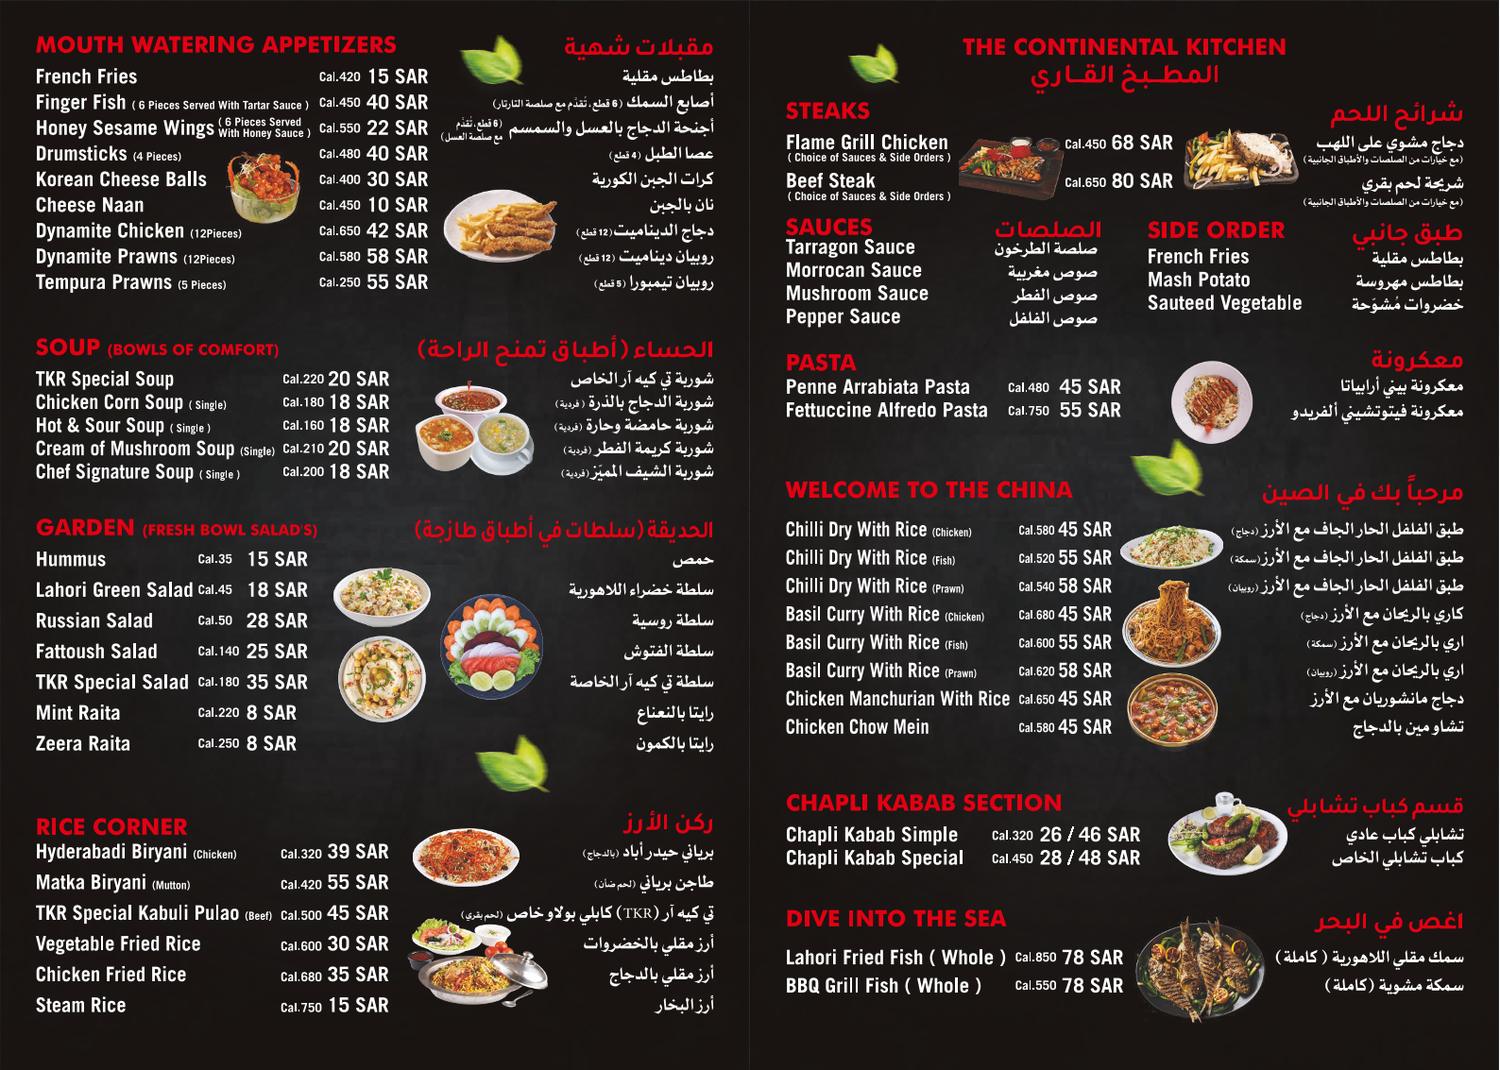 MOUTH WATERING APPETIZERS مقبلات شهية
French Fries Cal.420 15 SAR بطاطس مقلية
Finger Fish ( 6 Pieces Served With Tartar Sauce ) Cal.450 40 SAR أصابع السمك (6 قطع، تُقدَّم مع صلصة التارتار)
Honey Sesame Wings ( 6 Pieces Served With Honey Sauce ) Cal.550 22 SAR أجنحة الدجاج بالعسل والسمسم (6 قطع، تُقدَّم مع صلصة العسل)
Drumsticks (4 Pieces) Cal.480 40 SAR عصا الطبل (4 قطع)
Korean Cheese Balls Cal.400 30 SAR كرات الجبن الكورية
Cheese Naan Cal.450 10 SAR نان بالجبن
Dynamite Chicken (12Pieces) Cal.650 42 SAR دجاج الديناميت (12 قطع)
Dynamite Prawns (12Pieces) Cal.580 58 SAR روبيان ديناميت (12 قطع)
Tempura Prawns (5 Pieces) Cal.250 55 SAR روبيان تيمبورا (5 قطع)
SOUP (BOWLS OF COMFORT) الحساء (أطباق تمنح الراحة)
TKR Special Soup Cal.220 20 SAR شوربة تي كيه آر الخاص
Chicken Corn Soup ( Single) Cal.180 18 SAR شوربة الدجاج بالذرة (فردية)
Hot & Sour Soup ( Single ) Cal.160 18 SAR شوربة حامضة وحارة (فردية)
Cream of Mushroom Soup (Single) Cal.210 20 SAR شوربة كريمة الفطر (فردية)
Chef Signature Soup ( Single ) Cal.200 18 SAR شوربة الشيف المميّز (فردية)
GARDEN (FRESH BOWL SALAD'S) الحديقة (سلطات في أطباق طازجة)
Hummus Cal.35 15 SAR حمص
Lahori Green Salad Cal.45 18 SAR سلطة خضراء اللاهورية
Russian Salad Cal.50 28 SAR سلطة روسية
Fattoush Salad Cal.140 25 SAR سلطة الفتوش
TKR Special Salad Cal.180 35 SAR سلطة تي كيه آر الخاصة
Mint Raita Cal.220 8 SAR رايتا بالنعناع
Zeera Raita Cal.250 8 SAR رايتا بالكمون
RICE CORNER ركن الأرز
Hyderabadi Biryani (Chicken) Cal.320 39 SAR برياني حيدر أباد (بالدجاج)
Matka Biryani (Mutton) Cal.420 55 SAR طاجن برياني (لحم ضأن)
TKR Special Kabuli Pulao (Beef) Cal.500 45 SAR تي كيه آر (TKR) كابلي بولاو خاص (لحم بقري)
Vegetable Fried Rice Cal.600 30 SAR أرز مقلي بالخضروات
Chicken Fried Rice Cal.680 35 SAR أرز مقلي بالدجاج
Steam Rice Cal.750 15 SAR أرز البخار
THE CONTINENTAL KITCHEN
المطبخ القاري
STEAKS شرائح اللحم
Flame Grill Chicken Cal.450 68 SAR دجاج مشوي على اللهب
( Choice of Sauces & Side Orders ) (مع خيارات من الصلصات والأطباق الجانبية)
Beef Steak Cal.650 80 SAR شريحة لحم بقري
( Choice of Sauces & Side Orders ) (مع خيارات من الصلصات والأطباق الجانبية)
SAUCES الصلصات
Tarragon Sauce صلصة الطرخون
Morrocan Sauce صوص مغربية
Mushroom Sauce صوص الفطر
Pepper Sauce صوص الفلفل
SIDE ORDER طبق جانبي
French Fries بطاطس مقلية
Mash Potato بطاطس مهروسة
Sauteed Vegetable خضروات مُشوّحة
PASTA معكرونة
Penne Arrabiata Pasta Cal.480 45 SAR معكرونة بيني أرابياتا
Fettuccine Alfredo Pasta Cal.750 55 SAR معكرونة فيتوتشيني ألفريدو
WELCOME TO THE CHINA مرحباً بك في الصين
Chilli Dry With Rice (Chicken) Cal.580 45 SAR طبق الفلفل الحار الجاف مع الأرز (دجاج)
Chilli Dry With Rice (Fish) Cal.520 55 SAR طبق الفلفل الحار الجاف مع الأرز (سمكة)
Chilli Dry With Rice (Prawn) Cal.540 58 SAR طبق الفلفل الحار الجاف مع الأرز (روبيان)
Basil Curry With Rice (Chicken) Cal.680 45 SAR كاري بالريحان مع الأرز (دجاج)
Basil Curry With Rice (Fish) Cal.600 55 SAR اري بالريحان مع الأرز (سمكة)
Basil Curry With Rice (Prawn) Cal.620 58 SAR اري بالريحان مع الأرز (روبيان)
Chicken Manchurian With Rice Cal.650 45 SAR دجاج مانشوريان مع الأرز
Chicken Chow Mein Cal.580 45 SAR تشاو مين بالدجاج
CHAPLI KABAB SECTION قسم كباب تشابلي
Chapli Kabab Simple Cal.320 26 / 46 SAR تشابلي كباب عادي
Chapli Kabab Special Cal.450 28 / 48 SAR كباب تشابلي الخاص
DIVE INTO THE SEA اغص في البحر
Lahori Fried Fish ( Whole ) Cal.850 78 SAR سمك مقلي اللاهورية ( كاملة)
BBQ Grill Fish ( Whole ) Cal.550 78 SAR سمكة مشوية (كاملة)